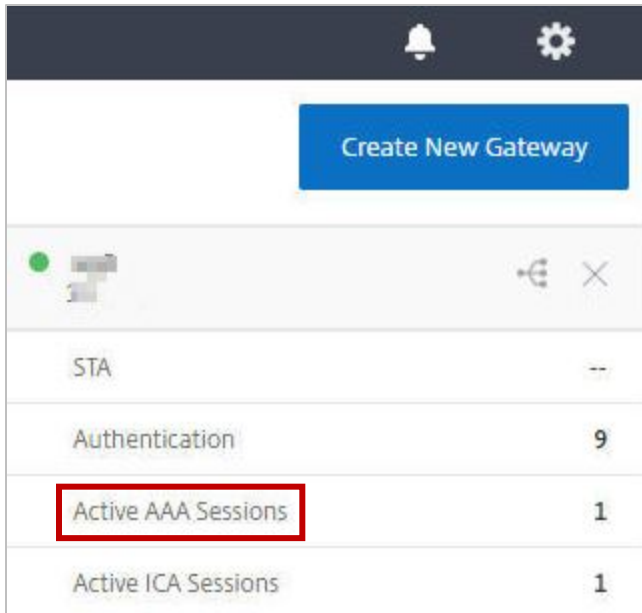 Create New Gateway
STA --
Authentication 9
Active AAA Sessions 1
Active ICA Sessions 1